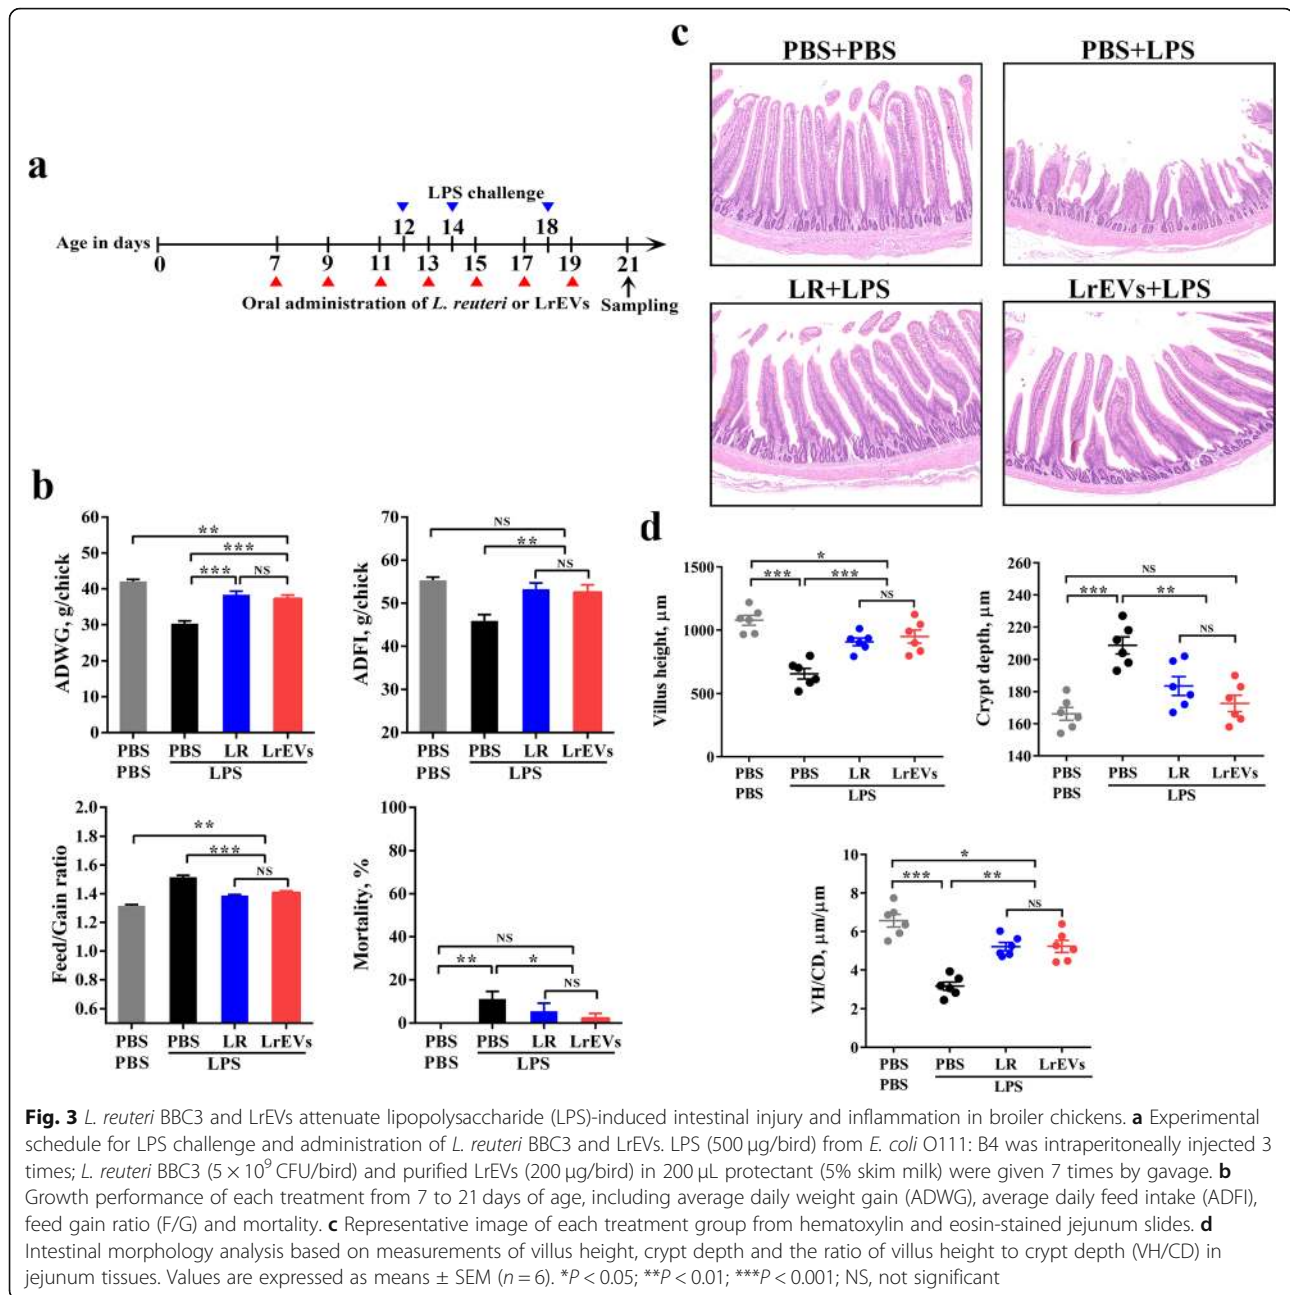 a
LPS challenge
12 14 18
Age in days
0 7 9 11 13 15 17 19 21
Oral administration of L. reuteri or LrEVs
Sampling
b
60
50
40
30
20
10
0
ADWG, g/chick
**
***
***
NS
PBS PBS LR LrEVs
PBS LPS
70
60
50
40
30
20
ADFI, g/chick
NS
**
NS
PBS PBS LR LrEVs
PBS LPS
2.0
1.8
1.6
1.4
1.2
1.0
0.8
0.6
Feed/Gain ratio
**
***
NS
PBS PBS LR LrEVs
PBS LPS
100
80
60
40
20
0
Mortality, %
NS
**
*
NS
PBS PBS LR LrEVs
PBS LPS
c
PBS+PBS PBS+LPS
LR+LPS LrEVs+LPS
d
1500
1000
500
0
Villus height, µm
*
***
***
NS
PBS PBS LR LrEVs
PBS LPS
260
240
220
200
180
160
140
Crypt depth, µm
NS
***
**
NS
PBS PBS LR LrEVs
PBS LPS
10
8
6
4
2
0
VH/CD, µm/µm
*
***
**
NS
PBS PBS LR LrEVs
PBS LPS
Fig. 3 L. reuteri BBC3 and LrEVs attenuate lipopolysaccharide (LPS)-induced intestinal injury and inflammation in broiler chickens. a Experimental
schedule for LPS challenge and administration of L. reuteri BBC3 and LrEVs. LPS (500 µg/bird) from E. coli O111: B4 was intraperitoneally injected 3
times; L. reuteri BBC3 (5 × 10⁹ CFU/bird) and purified LrEVs (200 µg/bird) in 200 µL protectant (5% skim milk) were given 7 times by gavage. b
Growth performance of each treatment from 7 to 21 days of age, including average daily weight gain (ADWG), average daily feed intake (ADFI),
feed gain ratio (F/G) and mortality. c Representative image of each treatment group from hematoxylin and eosin-stained jejunum slides. d
Intestinal morphology analysis based on measurements of villus height, crypt depth and the ratio of villus height to crypt depth (VH/CD) in
jejunum tissues. Values are expressed as means ± SEM (n = 6). *P < 0.05; **P < 0.01; ***P < 0.001; NS, not significant